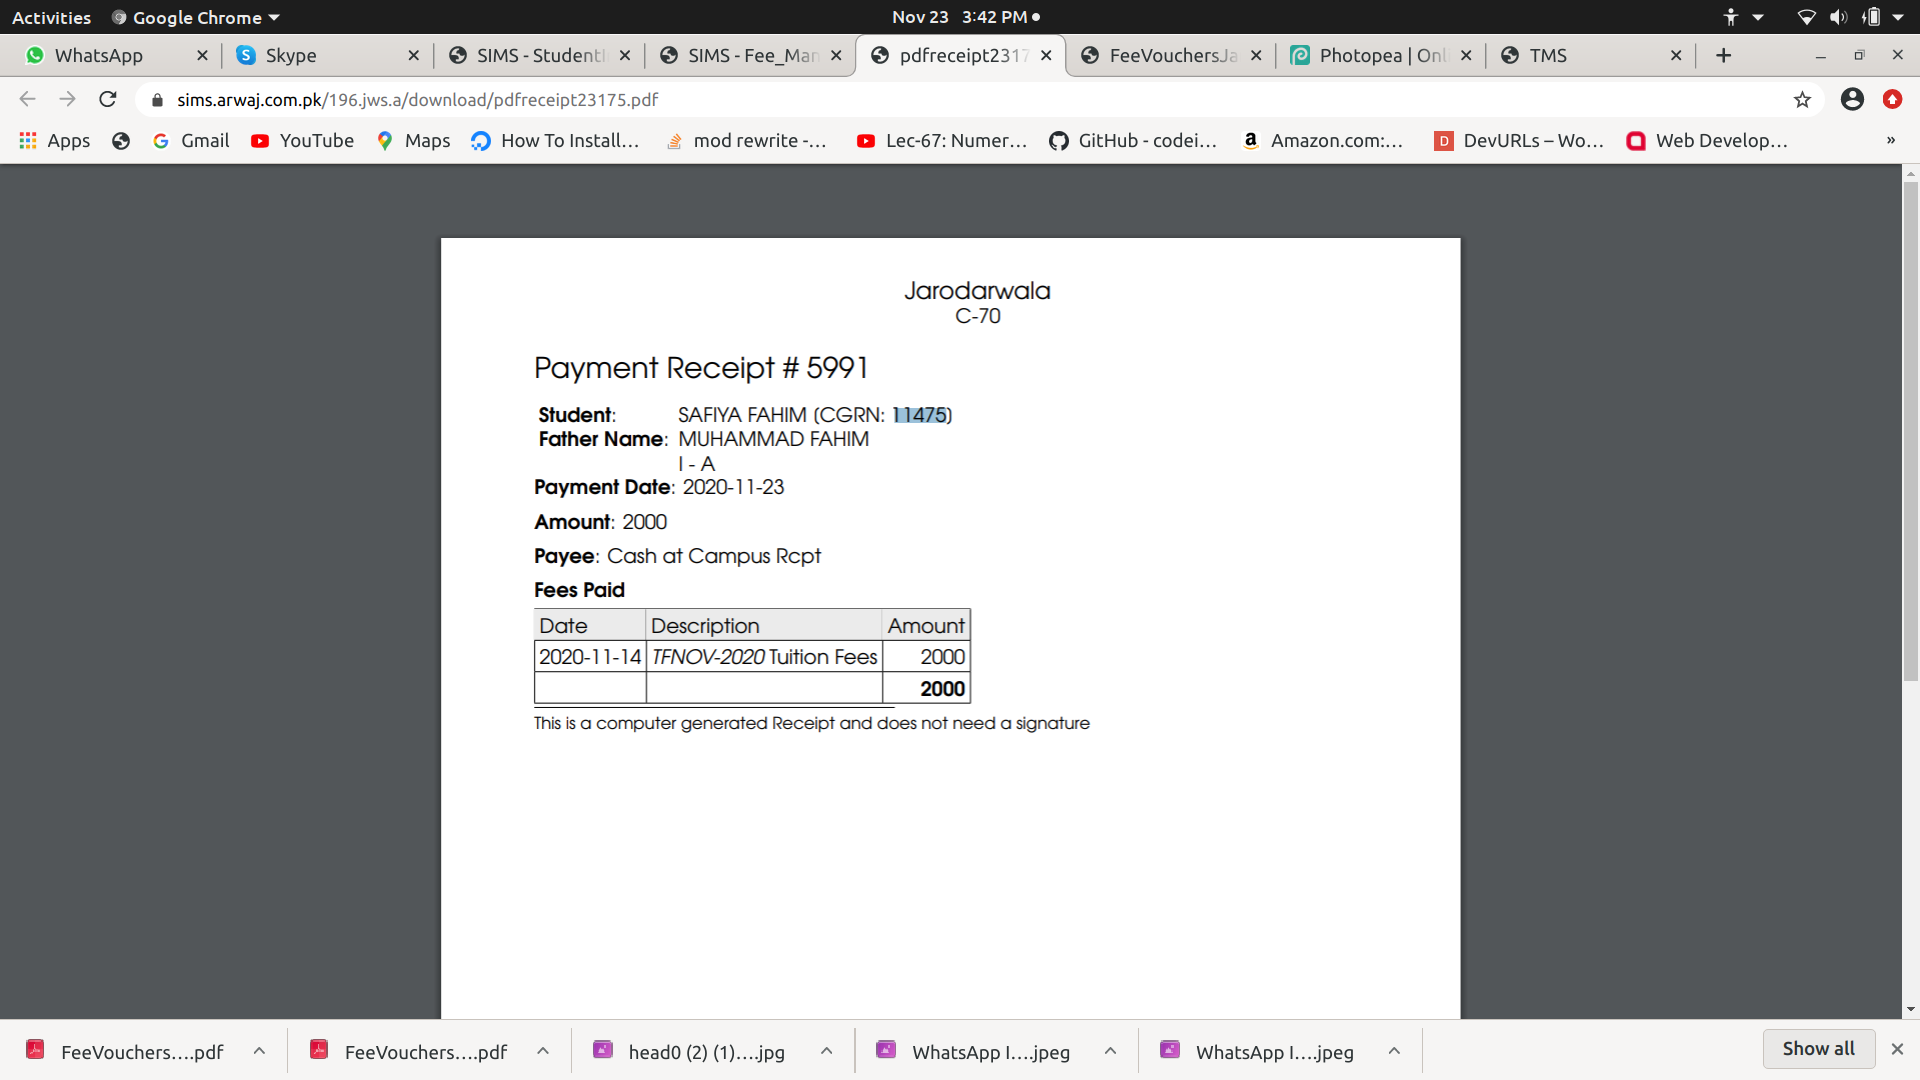 Activities Google Chrome Nov 23 3:42 PM
WhatsApp Skype SIMS - StudentI SIMS - Fee_Man pdfreceipt2317 FeeVouchersJa Photopea | Onl TMS
sims.arwaj.com.pk/196.jws.a/download/pdfreceipt23175.pdf
Apps Gmail YouTube Maps How To Install... mod rewrite -... Lec-67: Numer... GitHub - codei... Amazon.com:... DevURLs – Wo... Web Develop... »
Jarodarwala
C-70
Payment Receipt # 5991
Student: SAFIYA FAHIM (CGRN: 11475)
Father Name: MUHAMMAD FAHIM
I - A
Payment Date: 2020-11-23
Amount: 2000
Payee: Cash at Campus Rcpt
Fees Paid
Date Description Amount
2020-11-14 TFNOV-2020 Tuition Fees 2000
2000
This is a computer generated Receipt and does not need a signature
FeeVouchers....pdf FeeVouchers....pdf head0 (2) (1)....jpg WhatsApp I....jpeg WhatsApp I....jpeg Show all